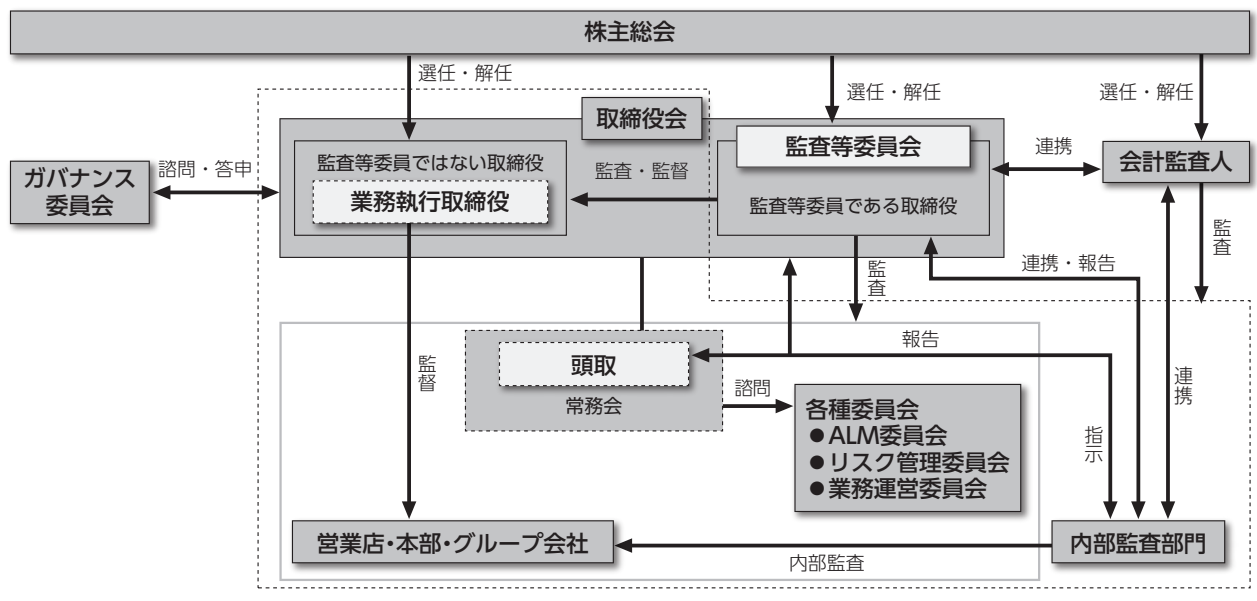 株主総会
選任・解任
選任・解任
選任・解任
取締役会
監査等委員会
監査等委員ではない取締役
業務執行取締役
監査・監督
監査等委員である取締役
連携
会計監査人
ガバナンス
委員会
諮問・答申
監査
監査
連携・報告
報告
頭取
常務会
監督
諮問
各種委員会
●ALM委員会
●リスク管理委員会
●業務運営委員会
連携
指示
営業店・本部・グループ会社
内部監査
内部監査部門